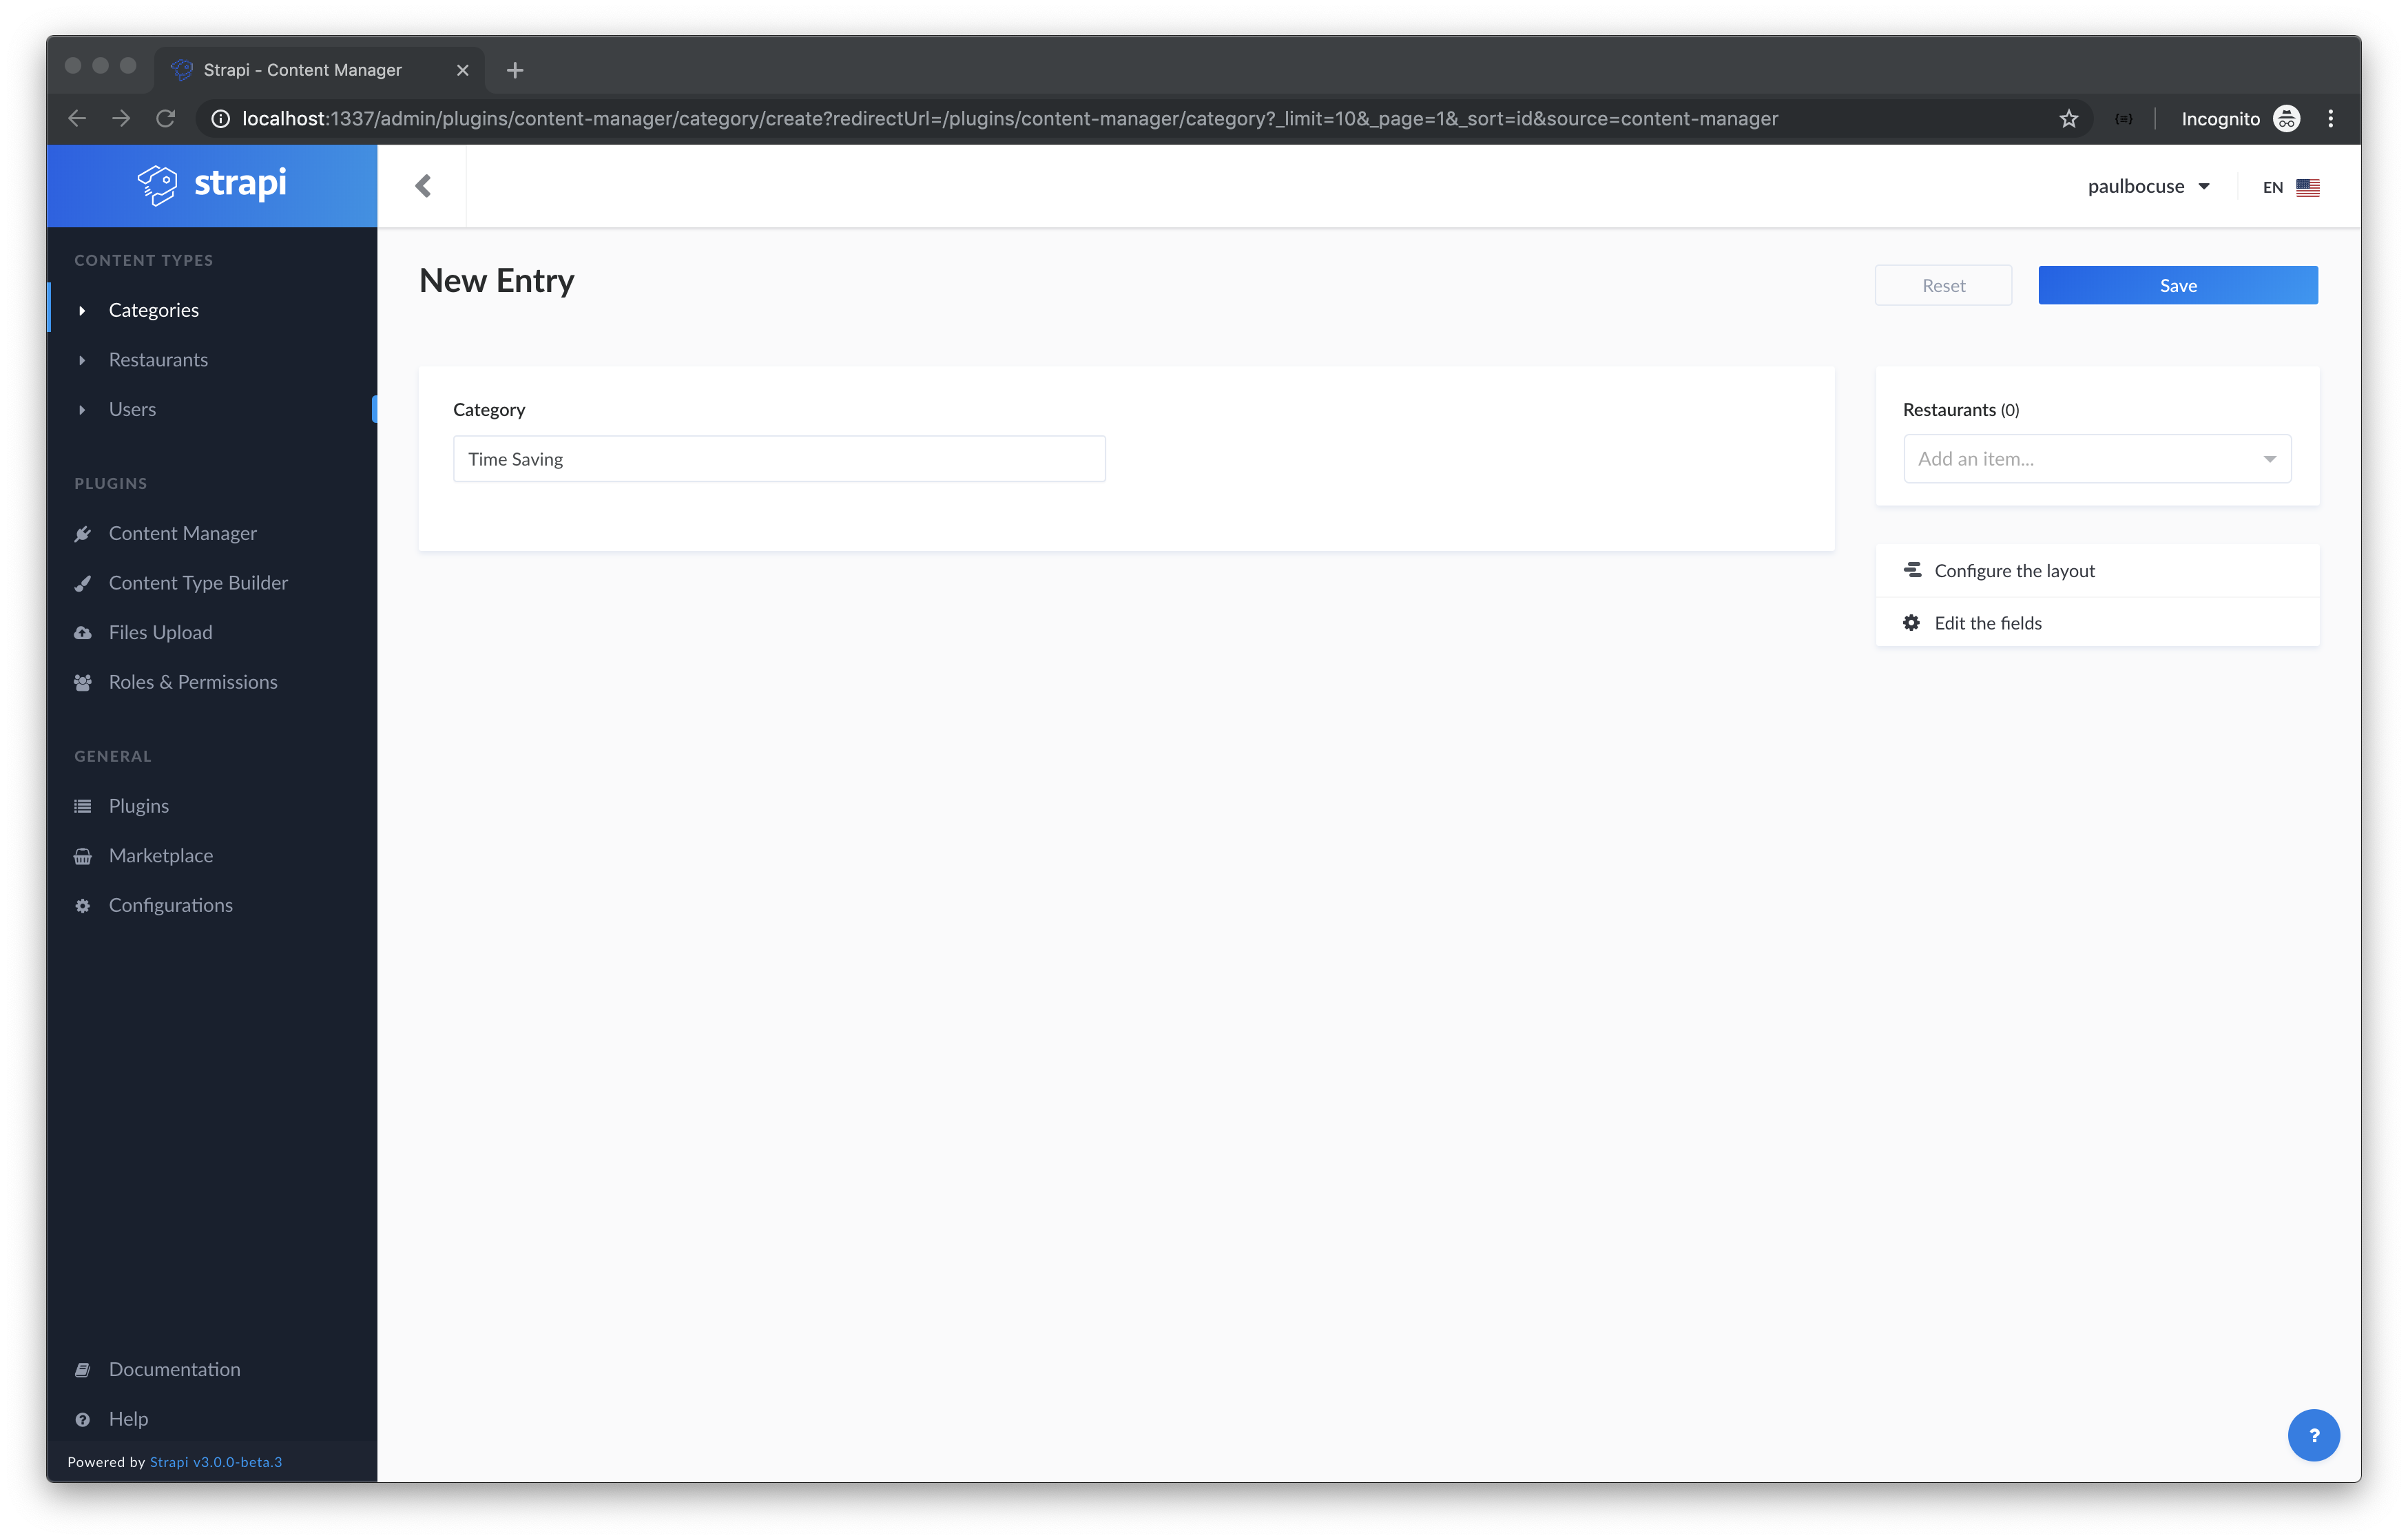 Strapi - Content Manager
localhost:1337/admin/plugins/content-manager/category/create?redirectUrl=/plugins/content-manager/category?_limit=10&_page=1&_sort=id&source=content-manager
Incognito
strapi
paulbocuse
EN
CONTENT TYPES
Categories
Restaurants
Users
PLUGINS
Content Manager
Content Type Builder
Files Upload
Roles & Permissions
GENERAL
Plugins
Marketplace
Configurations
Documentation
Help
Powered by Strapi v3.0.0-beta.3
New Entry
Reset
Save
Category
Time Saving
Restaurants (0)
Add an item...
Configure the layout
Edit the fields
?